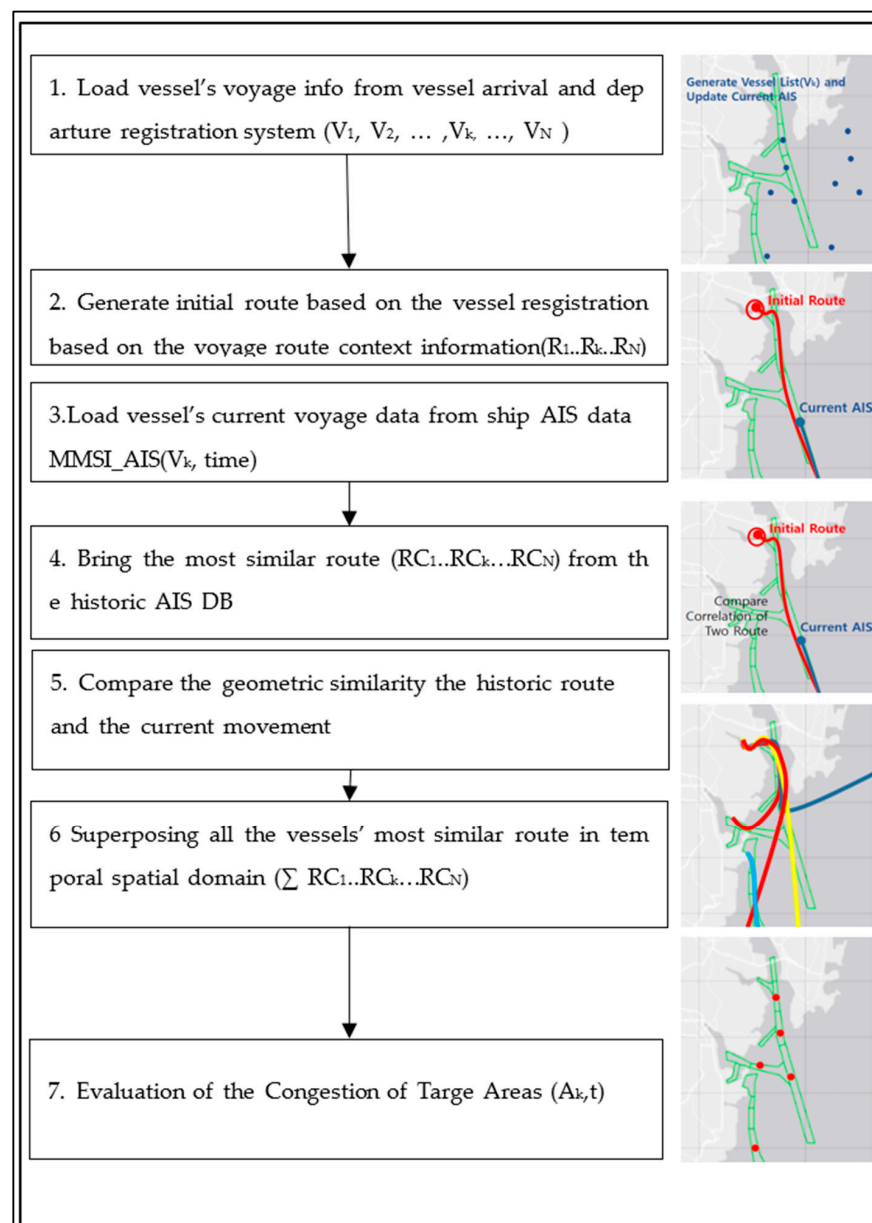 1. Load vessel's voyage info from vessel arrival and dep
arture registration system (V1, V2, … ,Vk, …, VN )
Generate Vessel List(Vk) and
Update Current AIS
2. Generate initial route based on the vessel resgistration
based on the voyage route context information(R1..Rk..RN)
Initial Route
Current AIS
3.Load vessel's current voyage data from ship AIS data
MMSI_AIS(Vk, time)
4. Bring the most similar route (RC1..RCk…RCN) from th
e historic AIS DB
Initial Route
Compare
Correlation of
Two Route
Current AIS
5. Compare the geometric similarity the historic route
and the current movement
6 Superposing all the vessels' most similar route in tem
poral spatial domain (∑ RC1..RCk…RCN)
7. Evaluation of the Congestion of Targe Areas (Ak,t)